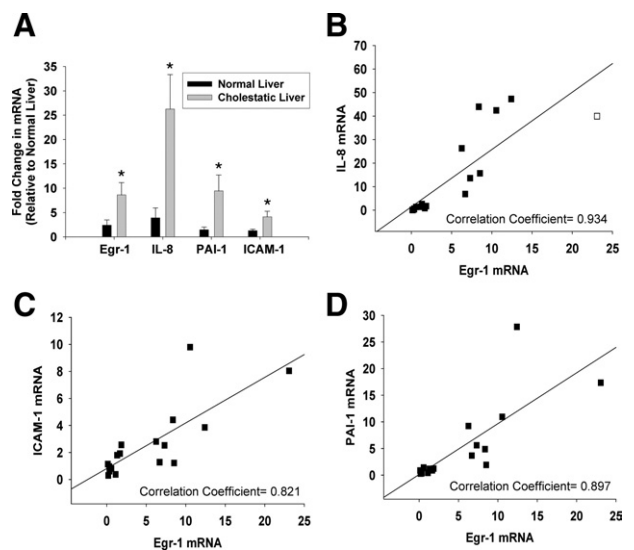 A
Fold Change in mRNA
(Relative to Normal Liver)
35
30
25
20
15
10
5
0
Normal Liver
Cholestatic Liver
*
*
*
*
Egr-1 IL-8 PAI-1 ICAM-1
B
IL-8 mRNA
70
60
50
40
30
20
10
0
Correlation Coefficient= 0.934
0 5 10 15 20 25
Egr-1 mRNA
C
ICAM-1 mRNA
12
10
8
6
4
2
0
Correlation Coefficient= 0.821
0 5 10 15 20 25
Egr-1 mRNA
D
PAI-1 mRNA
30
25
20
15
10
5
0
Correlation Coefficient= 0.897
0 5 10 15 20 25
Egr-1 mRNA